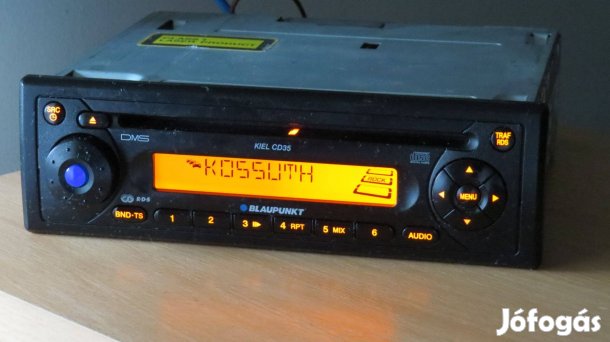 SRC
DMS
KIEL CD35
TRAF
RDS
KOSSUTH
ROCK
MENU
RDS
BND•TS
BLAUPUNKT
1
2
3
4 RPT
5 MIX
6
AUDIO
Jófogás